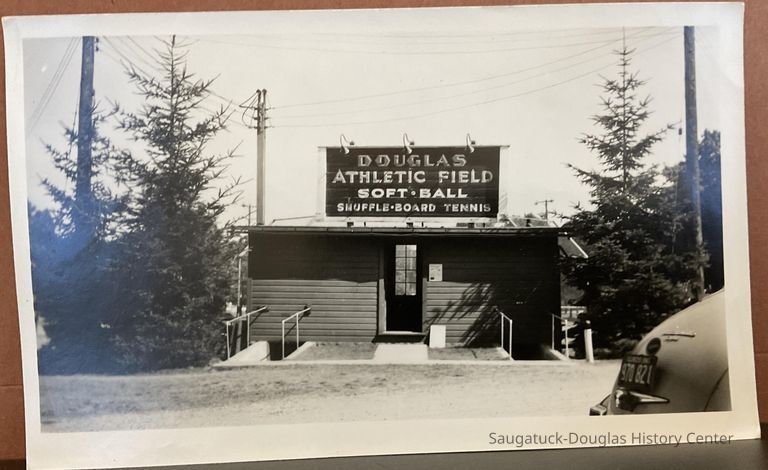 DOUGLAS
ATHLETIC FIELD
SOFT·BALL
SHUFFLE·BOARD TENNIS
Saugatuck-Douglas History Center